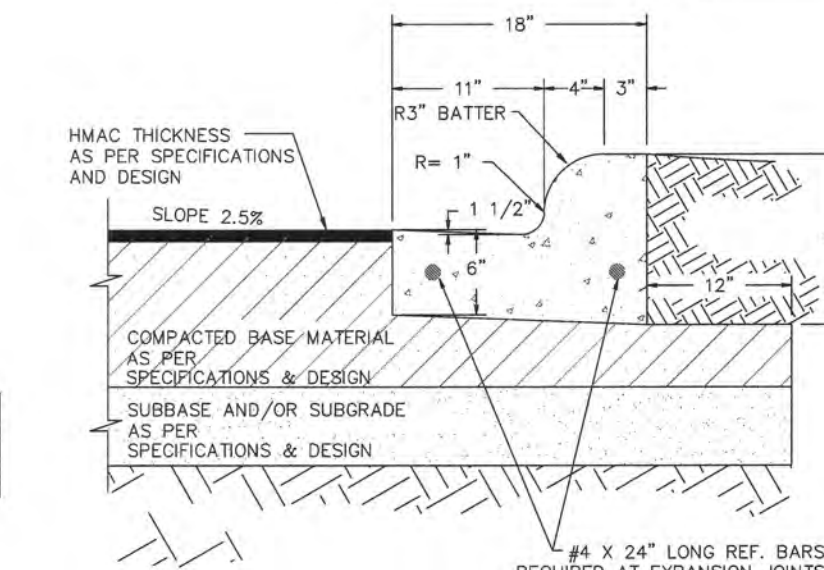 18"
11"
4"
3"
R3" BATTER
HMAC THICKNESS
AS PER SPECIFICATIONS
AND DESIGN
R= 1"
SLOPE 2.5%
1 1/2"
6"
12"
COMPACTED BASE MATERIAL
AS PER
SPECIFICATIONS & DESIGN
SUBBASE AND/OR SUBGRADE
AS PER
SPECIFICATIONS & DESIGN
#4 X 24" LONG REF. BARS
REQUIRED AT EXPANSION JOINTS